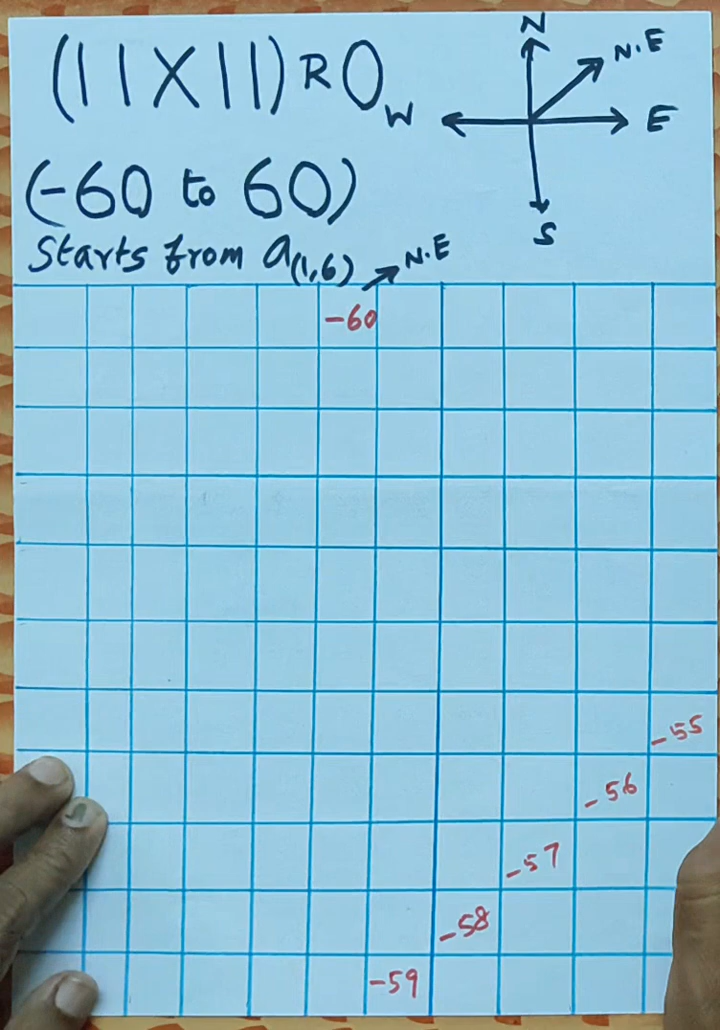 (11X11) RO
N
N.E
W
E
S
(-60 to 60)
Starts from a(1,6)
N.E
-60
-55
-56
-57
-58
-59